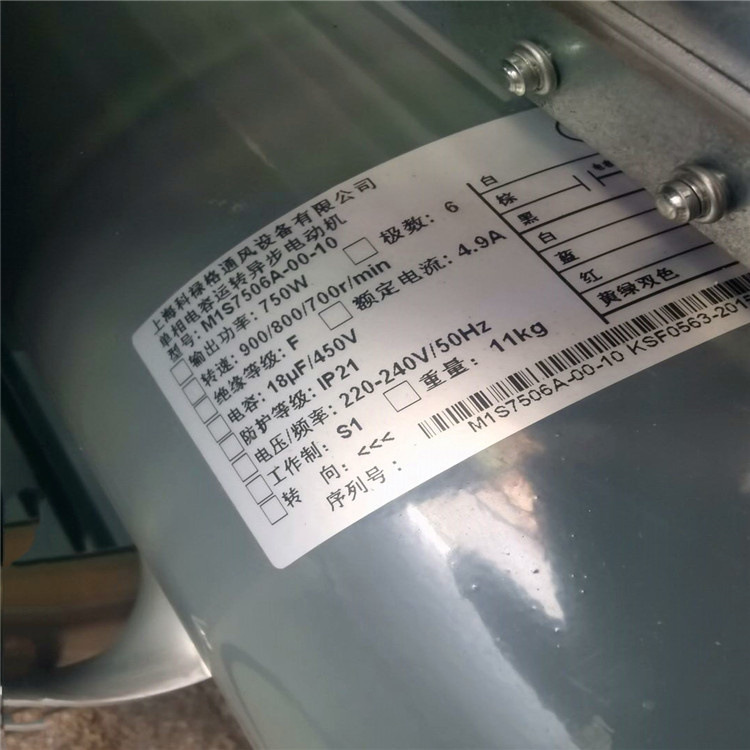 上海科禄格通风设备有限公司
单相电容运转异步电动机
型号: M1S7506A-00-10
输出功率: 750W
极数: 6
转速: 900/800/700r/min
绝缘等级: F
额定电流: 4.9A
电容: 18μF/450V
防护等级: IP21
电压/频率: 220-240V/50Hz
工作制: S1
重量: 11kg
转 向: <<<
序列号:
M1S7506A-00-10 KSF0563-201
白
棕
黑
白
蓝
红
黄绿双色